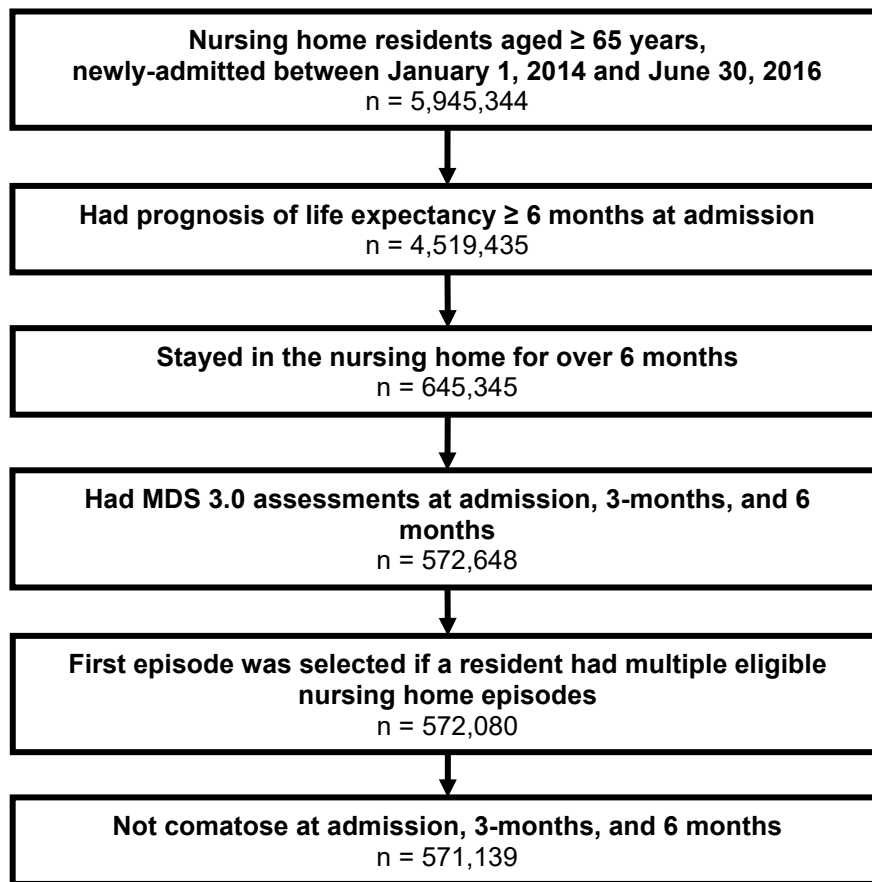 Nursing home residents aged ≥ 65 years,
newly-admitted between January 1, 2014 and June 30, 2016
n = 5,945,344
Had prognosis of life expectancy ≥ 6 months at admission
n = 4,519,435
Stayed in the nursing home for over 6 months
n = 645,345
Had MDS 3.0 assessments at admission, 3-months, and 6
months
n = 572,648
First episode was selected if a resident had multiple eligible
nursing home episodes
n = 572,080
Not comatose at admission, 3-months, and 6 months
n = 571,139